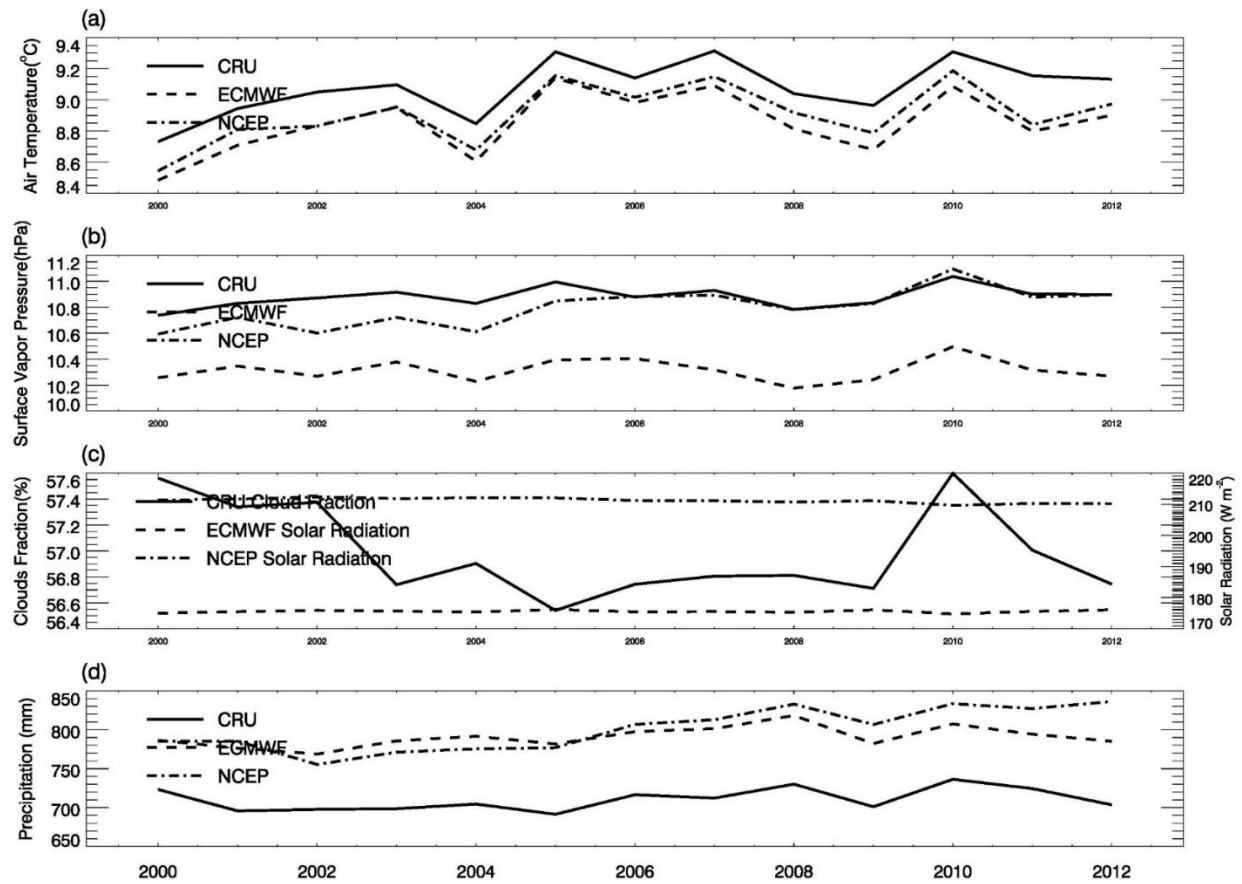 (a)
Air Temperature(°C)
9.4
9.2
9.0
8.8
8.6
8.4
CRU
ECMWF
NCEP
2000 2002 2004 2006 2008 2010 2012
(b)
Surface Vapor Pressure(hPa)
11.2
11.0
10.8
10.6
10.4
10.2
10.0
CRU
ECMWF
NCEP
2000 2002 2004 2006 2008 2010 2012
(c)
Clouds Fraction(%)
57.6
57.4
57.2
57.0
56.8
56.6
56.4
CRU Cloud Fraction
ECMWF Solar Radiation
NCEP Solar Radiation
220
210
200
190
180
170
Solar Radiation (W m-2)
2000 2002 2004 2006 2008 2010 2012
(d)
Precipitation (mm)
850
800
750
700
650
CRU
ECMWF
NCEP
2000 2002 2004 2006 2008 2010 2012